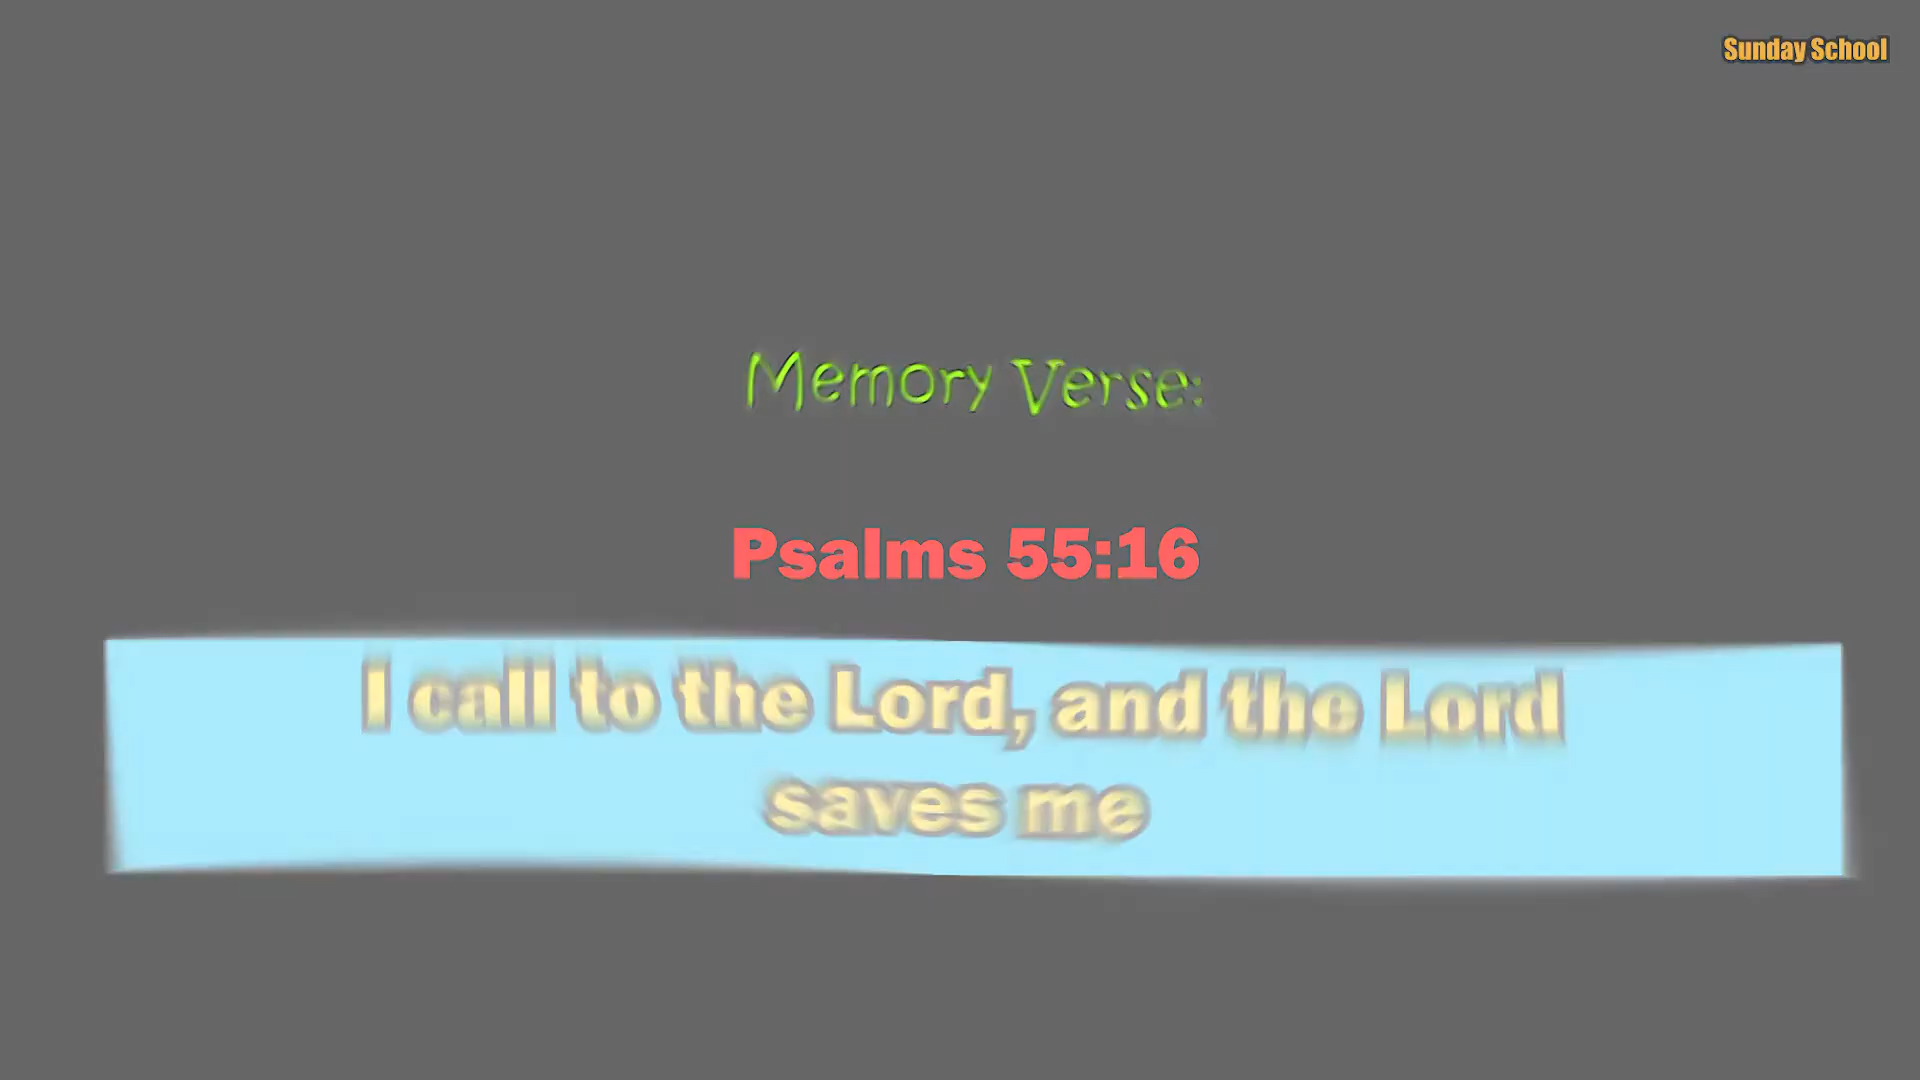 Sunday School
Memory Verse:
Psalms 55:16
I call to the Lord, and the Lord
saves me